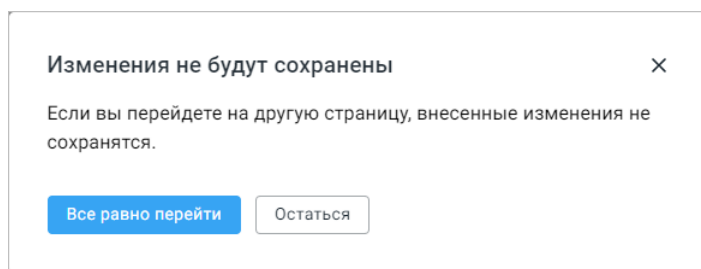 Изменения не будут сохранены
Если вы перейдете на другую страницу, внесенные изменения не
сохранятся.
Все равно перейти Остаться